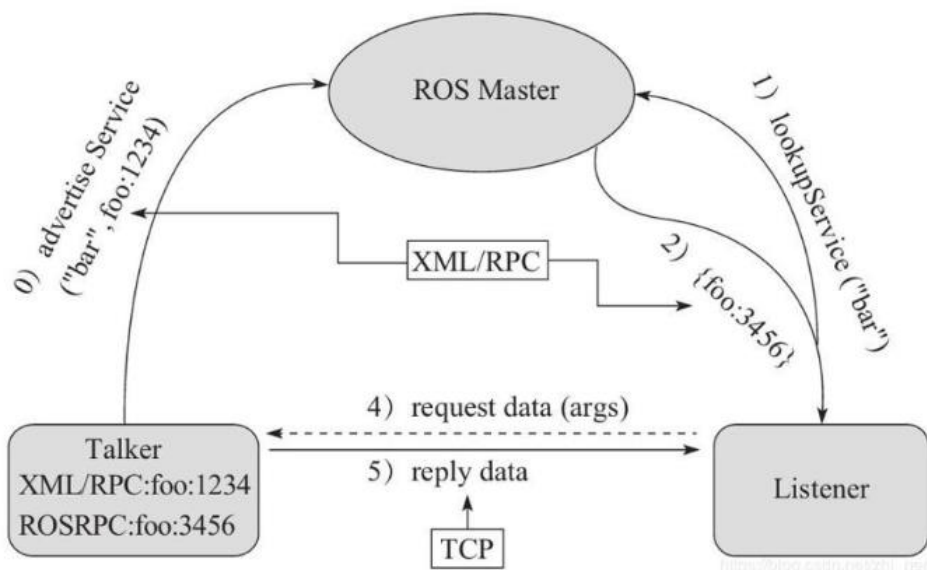 ROS Master
0) advertise Service
("bar",foo:1234)
1) lookupService ("bar")
2) {foo:3456}
XML/RPC
4) request data (args)
5) reply data
Talker
XML/RPC:foo:1234
ROSRPC:foo:3456
Listener
TCP